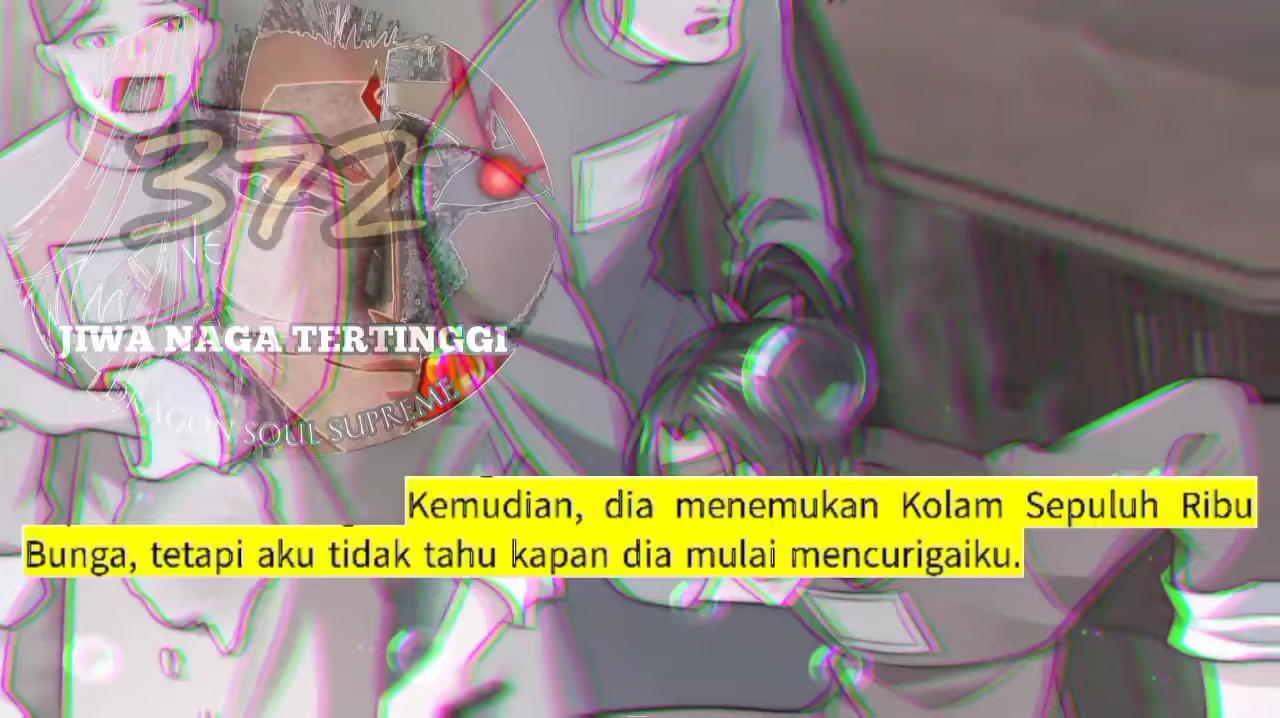 372
JIWA NAGA TERTINGGI
DRAGON SOUL SUPREME
Kemudian, dia menemukan Kolam Sepuluh Ribu
Bunga, tetapi aku tidak tahu kapan dia mulai mencurigaiku.